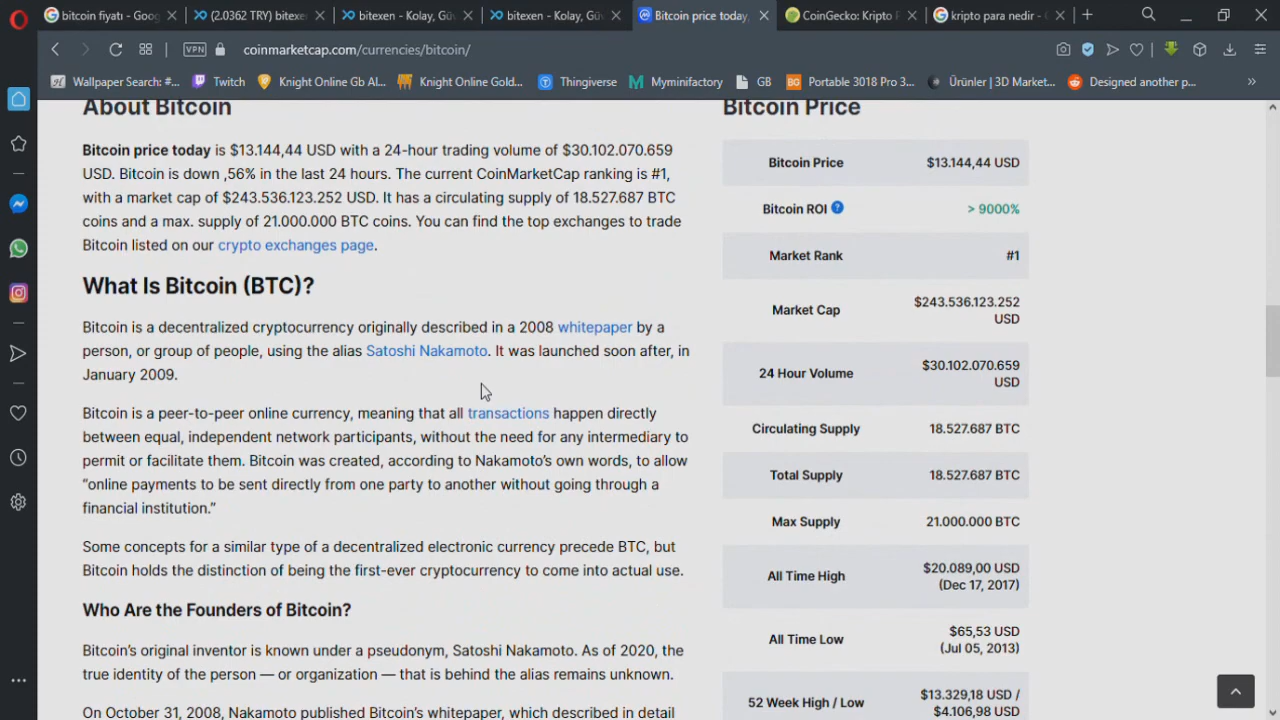 bitcoin fiyatı - Goog
(2.0362 TRY) bitexen
bitexen - Kolay, Güv
bitexen - Kolay, Güv
Bitcoin price today,
CoinGecko: Kripto P
kripto para nedir - G
VPN
coinmarketcap.com/currencies/bitcoin/
Wallpaper Search: #...
Twitch
Knight Online Gb Al...
Knight Online Gold...
Thingiverse
Myminifactory
GB
Portable 3018 Pro 3...
Ürünler | 3D Market...
Designed another p...
About Bitcoin
Bitcoin price today is $13.144,44 USD with a 24-hour trading volume of $30.102.070.659
USD. Bitcoin is down ,56% in the last 24 hours. The current CoinMarketCap ranking is #1,
with a market cap of $243.536.123.252 USD. It has a circulating supply of 18.527.687 BTC
coins and a max. supply of 21.000.000 BTC coins. You can find the top exchanges to trade
Bitcoin listed on our crypto exchanges page.
What Is Bitcoin (BTC)?
Bitcoin is a decentralized cryptocurrency originally described in a 2008 whitepaper by a
person, or group of people, using the alias Satoshi Nakamoto. It was launched soon after, in
January 2009.
Bitcoin is a peer-to-peer online currency, meaning that all transactions happen directly
between equal, independent network participants, without the need for any intermediary to
permit or facilitate them. Bitcoin was created, according to Nakamoto’s own words, to allow
“online payments to be sent directly from one party to another without going through a
financial institution.”
Some concepts for a similar type of a decentralized electronic currency precede BTC, but
Bitcoin holds the distinction of being the first-ever cryptocurrency to come into actual use.
Who Are the Founders of Bitcoin?
Bitcoin’s original inventor is known under a pseudonym, Satoshi Nakamoto. As of 2020, the
true identity of the person — or organization — that is behind the alias remains unknown.
On October 31, 2008, Nakamoto published Bitcoin’s whitepaper, which described in detail
Bitcoin Price
Bitcoin Price $13.144,44 USD
Bitcoin ROI ? > 9000%
Market Rank #1
Market Cap $243.536.123.252
USD
24 Hour Volume $30.102.070.659
USD
Circulating Supply 18.527.687 BTC
Total Supply 18.527.687 BTC
Max Supply 21.000.000 BTC
All Time High $20.089,00 USD
(Dec 17, 2017)
All Time Low $65,53 USD
(Jul 05, 2013)
52 Week High / Low $13.329,18 USD /
$4.106,98 USD